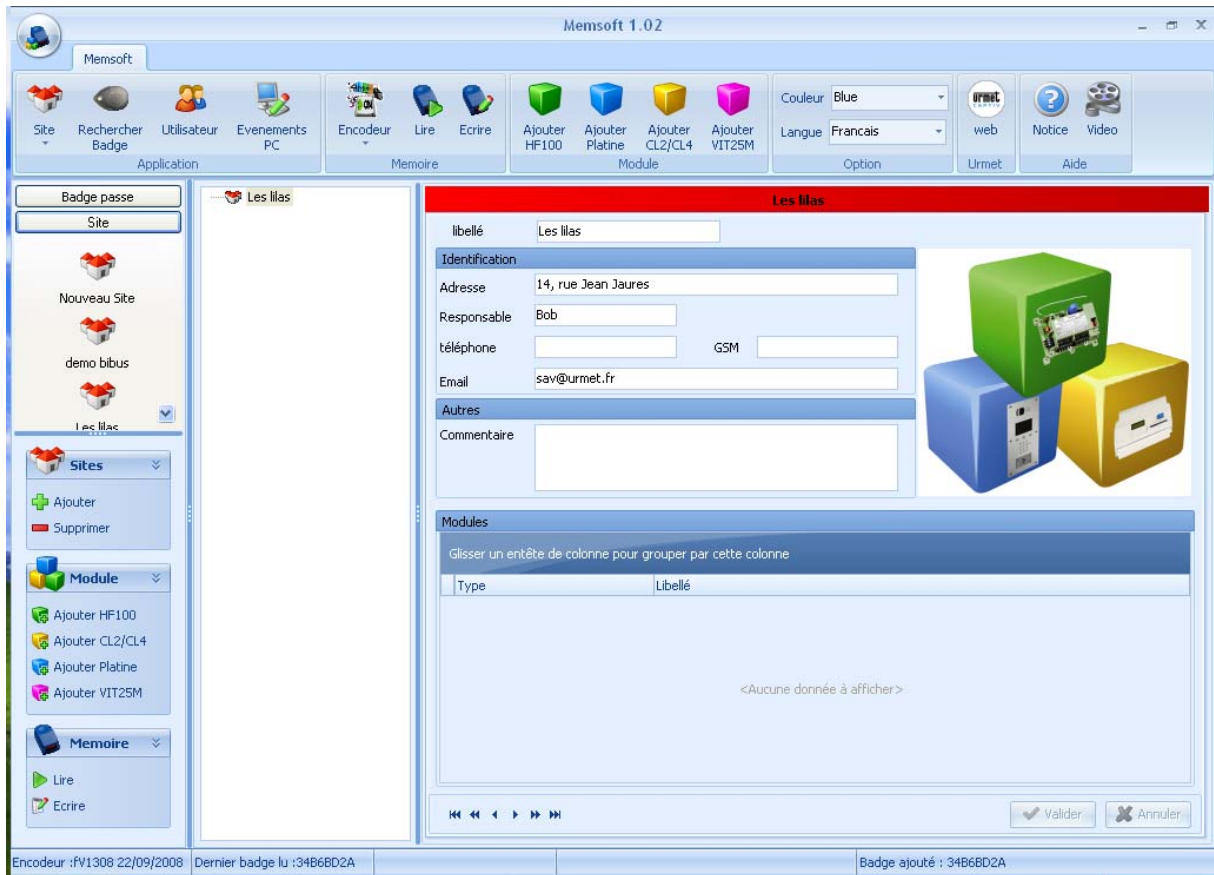 Memsoft 1.02
Memsoft
Site
Rechercher Badge
Utilisateur
Evenements PC
Application
Encodeur
Lire
Ecrire
Memoire
Ajouter HF100
Ajouter Platine
Ajouter CL2/CL4
Ajouter VIT25M
Module
Couleur Blue
Langue Francais
Option
urmet
web
Urmet
Notice
Video
Aide
Badge passe
Site
Nouveau Site
demo bibus
Les lilas
Sites
Ajouter
Supprimer
Module
Ajouter HF100
Ajouter CL2/CL4
Ajouter Platine
Ajouter VIT25M
Memoire
Lire
Ecrire
Les lilas
Les lilas
libellé Les lilas
Identification
Adresse 14, rue Jean Jaures
Responsable Bob
téléphone GSM
Email sav@urmet.fr
Autres
Commentaire
Modules
Glisser un entête de colonne pour grouper par cette colonne
Type Libellé
<Aucune donnée à afficher>
Valider Annuler
Encodeur :fV1308 22/09/2008 Dernier badge lu :34B6BD2A Badge ajouté : 34B6BD2A